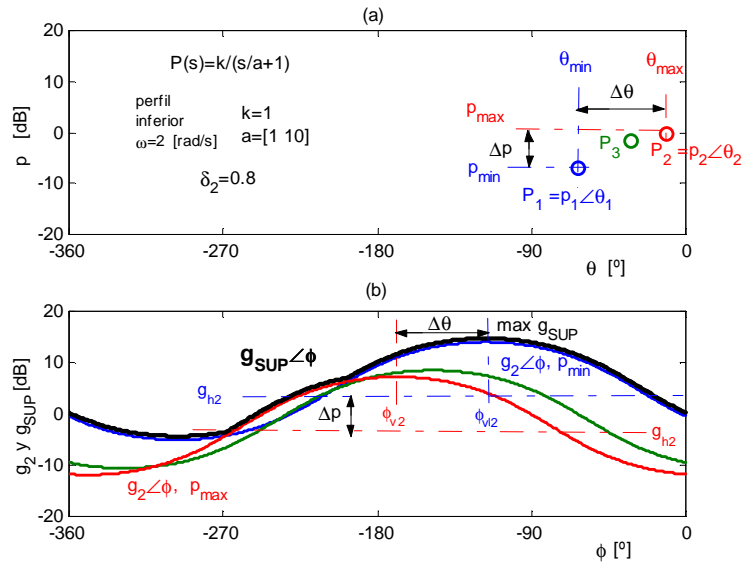 (a)
20
10
0
-10
-20
p [dB]
P(s)=k/(s/a+1)
perfil
inferior
ω=2 [rad/s]
k=1
a=[1 10]
δ2=0.8
θmin
θmax
Δθ
pmax
Δp
pmin
P3
P2=p2∠θ2
P1=p1∠θ1
-360
-270
-180
-90
0
θ [º]
(b)
20
10
0
-10
-20
g2 y gSUP [dB]
Δθ
max gSUP
gSUP∠ϕ
g2∠ϕ, pmin
gh2
Δp
ϕv2
ϕvl2
gh2
g2∠ϕ, pmax
-360
-270
-180
-90
0
ϕ [º]